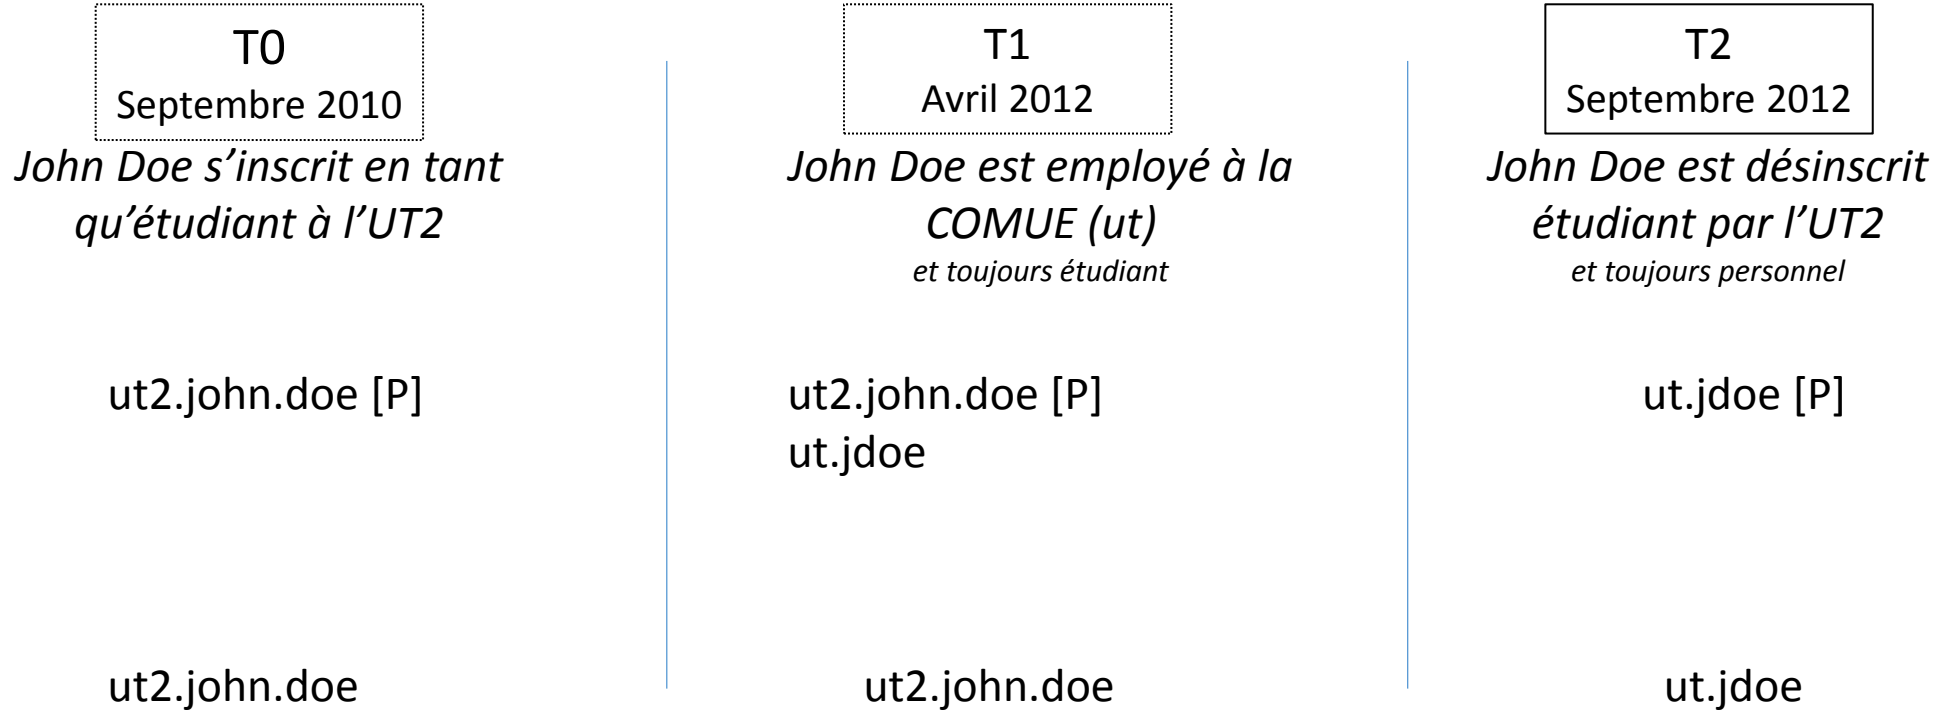 T0
Septembre 2010
John Doe s’inscrit en tant
qu’étudiant à l’UT2
ut2.john.doe [P]
ut2.john.doe
T1
Avril 2012
John Doe est employé à la
COMUE (ut)
et toujours étudiant
ut2.john.doe [P]
ut.jdoe
ut2.john.doe
T2
Septembre 2012
John Doe est désinscrit
étudiant par l’UT2
et toujours personnel
ut.jdoe [P]
ut.jdoe